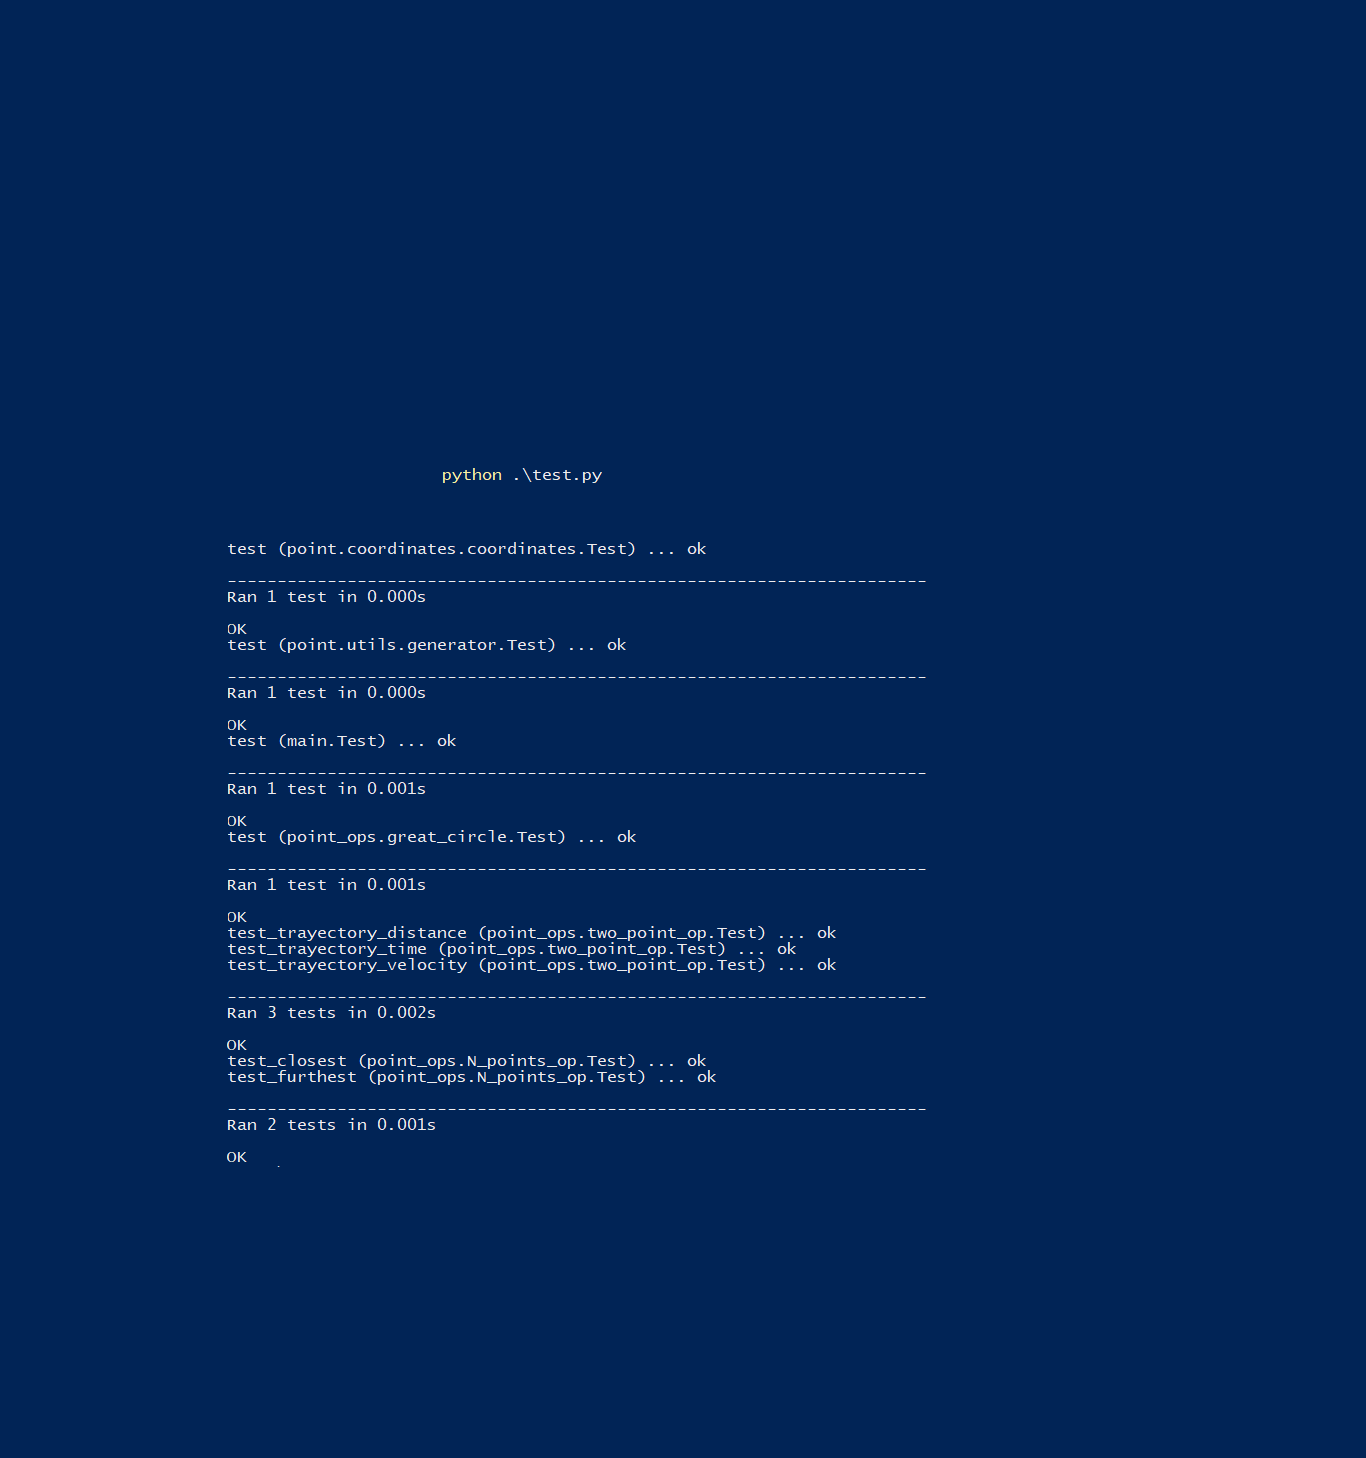 python .\test.py
test (point.coordinates.coordinates.Test) ... ok
----------------------------------------------------------------------
Ran 1 test in 0.000s
OK
test (point.utils.generator.Test) ... ok
----------------------------------------------------------------------
Ran 1 test in 0.000s
OK
test (main.Test) ... ok
----------------------------------------------------------------------
Ran 1 test in 0.001s
OK
test (point_ops.great_circle.Test) ... ok
----------------------------------------------------------------------
Ran 1 test in 0.001s
OK
test_trayectory_distance (point_ops.two_point_op.Test) ... ok
test_trayectory_time (point_ops.two_point_op.Test) ... ok
test_trayectory_velocity (point_ops.two_point_op.Test) ... ok
----------------------------------------------------------------------
Ran 3 tests in 0.002s
OK
test_closest (point_ops.N_points_op.Test) ... ok
test_furthest (point_ops.N_points_op.Test) ... ok
----------------------------------------------------------------------
Ran 2 tests in 0.001s
OK